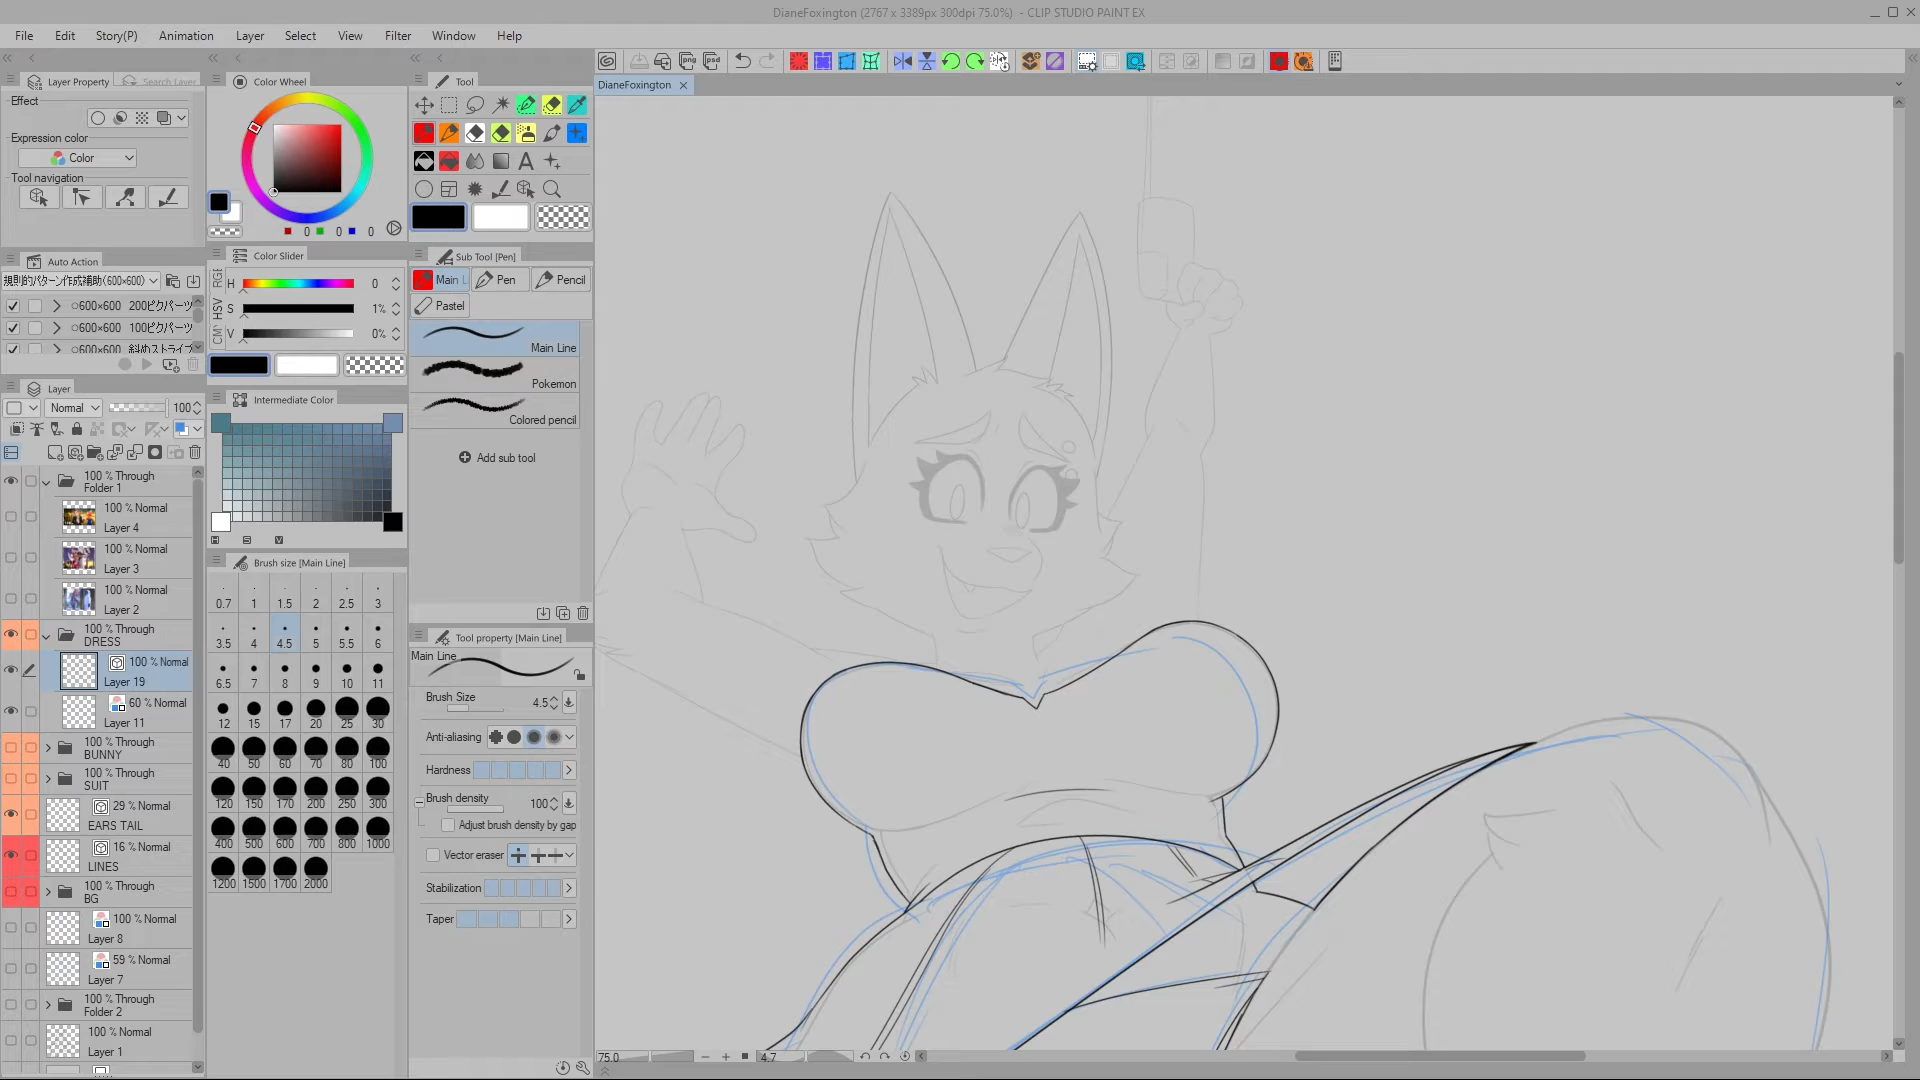 DianeFoxington (2767 x 3389px 300dpi 75.0%) - CLIP STUDIO PAINT EX
File Edit Story(P) Animation Layer Select View Filter Window Help
Layer Property Search Layer
Effect
Expression color
Color
Tool navigation
Auto Action
規則的パターン作成補助(600×600)
○600×600 200ピクパーツ
○600×600 100ピクパーツ
○600×600 斜めストライプ
Layer
Normal 100
100 % Through
Folder 1
100 % Normal
Layer 4
100 % Normal
Layer 3
100 % Normal
Layer 2
100 % Through
DRESS
100 % Normal
Layer 19
60 % Normal
Layer 11
100 % Through
BUNNY
100 % Through
SUIT
29 % Normal
EARS TAIL
16 % Normal
LINES
100 % Through
BG
100 % Normal
Layer 8
59 % Normal
Layer 7
100 % Through
Folder 2
100 % Normal
Layer 1
Color Wheel
0 0 0
Color Slider
HSV
H 0
S 1%
V 0%
Intermediate Color
H S V
Brush size [Main Line]
0.7 1 1.5 2 2.5 3
3.5 4 4.5 5 5.5 6
6.5 7 8 9 10 11
12 15 17 20 25 30
40 50 60 70 80 100
120 150 170 200 250 300
400 500 600 700 800 1000
1200 1500 1700 2000
Tool
A
Sub Tool [Pen]
Main L Pen Pencil
Pastel
Main Line
Pokemon
Colored pencil
Add sub tool
Tool property [Main Line]
Main Line
Brush Size 4.5
Anti-aliasing
Hardness
Brush density 100
Adjust brush density by gap
Vector eraser
Stabilization
Taper
png psd
DianeFoxington
75.0 4.7